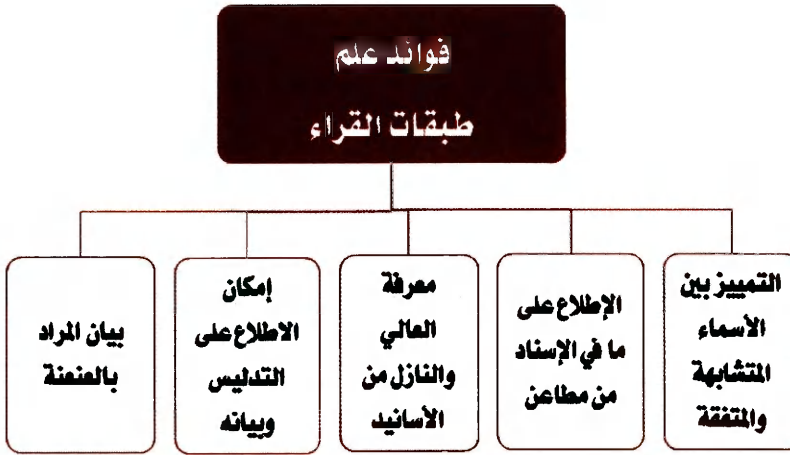 فوائد علم
طبقات القراء
التمييز بين
الأسماء
المتشابهة
والمتفقة
الإطلاع على
ما في الإسناد
من مطاعن
معرفة
العالي
والنازل من
الأسانيد
إمكان
الاطلاع على
التدليس
وبيانه
بيان المراد
بالعنعنة